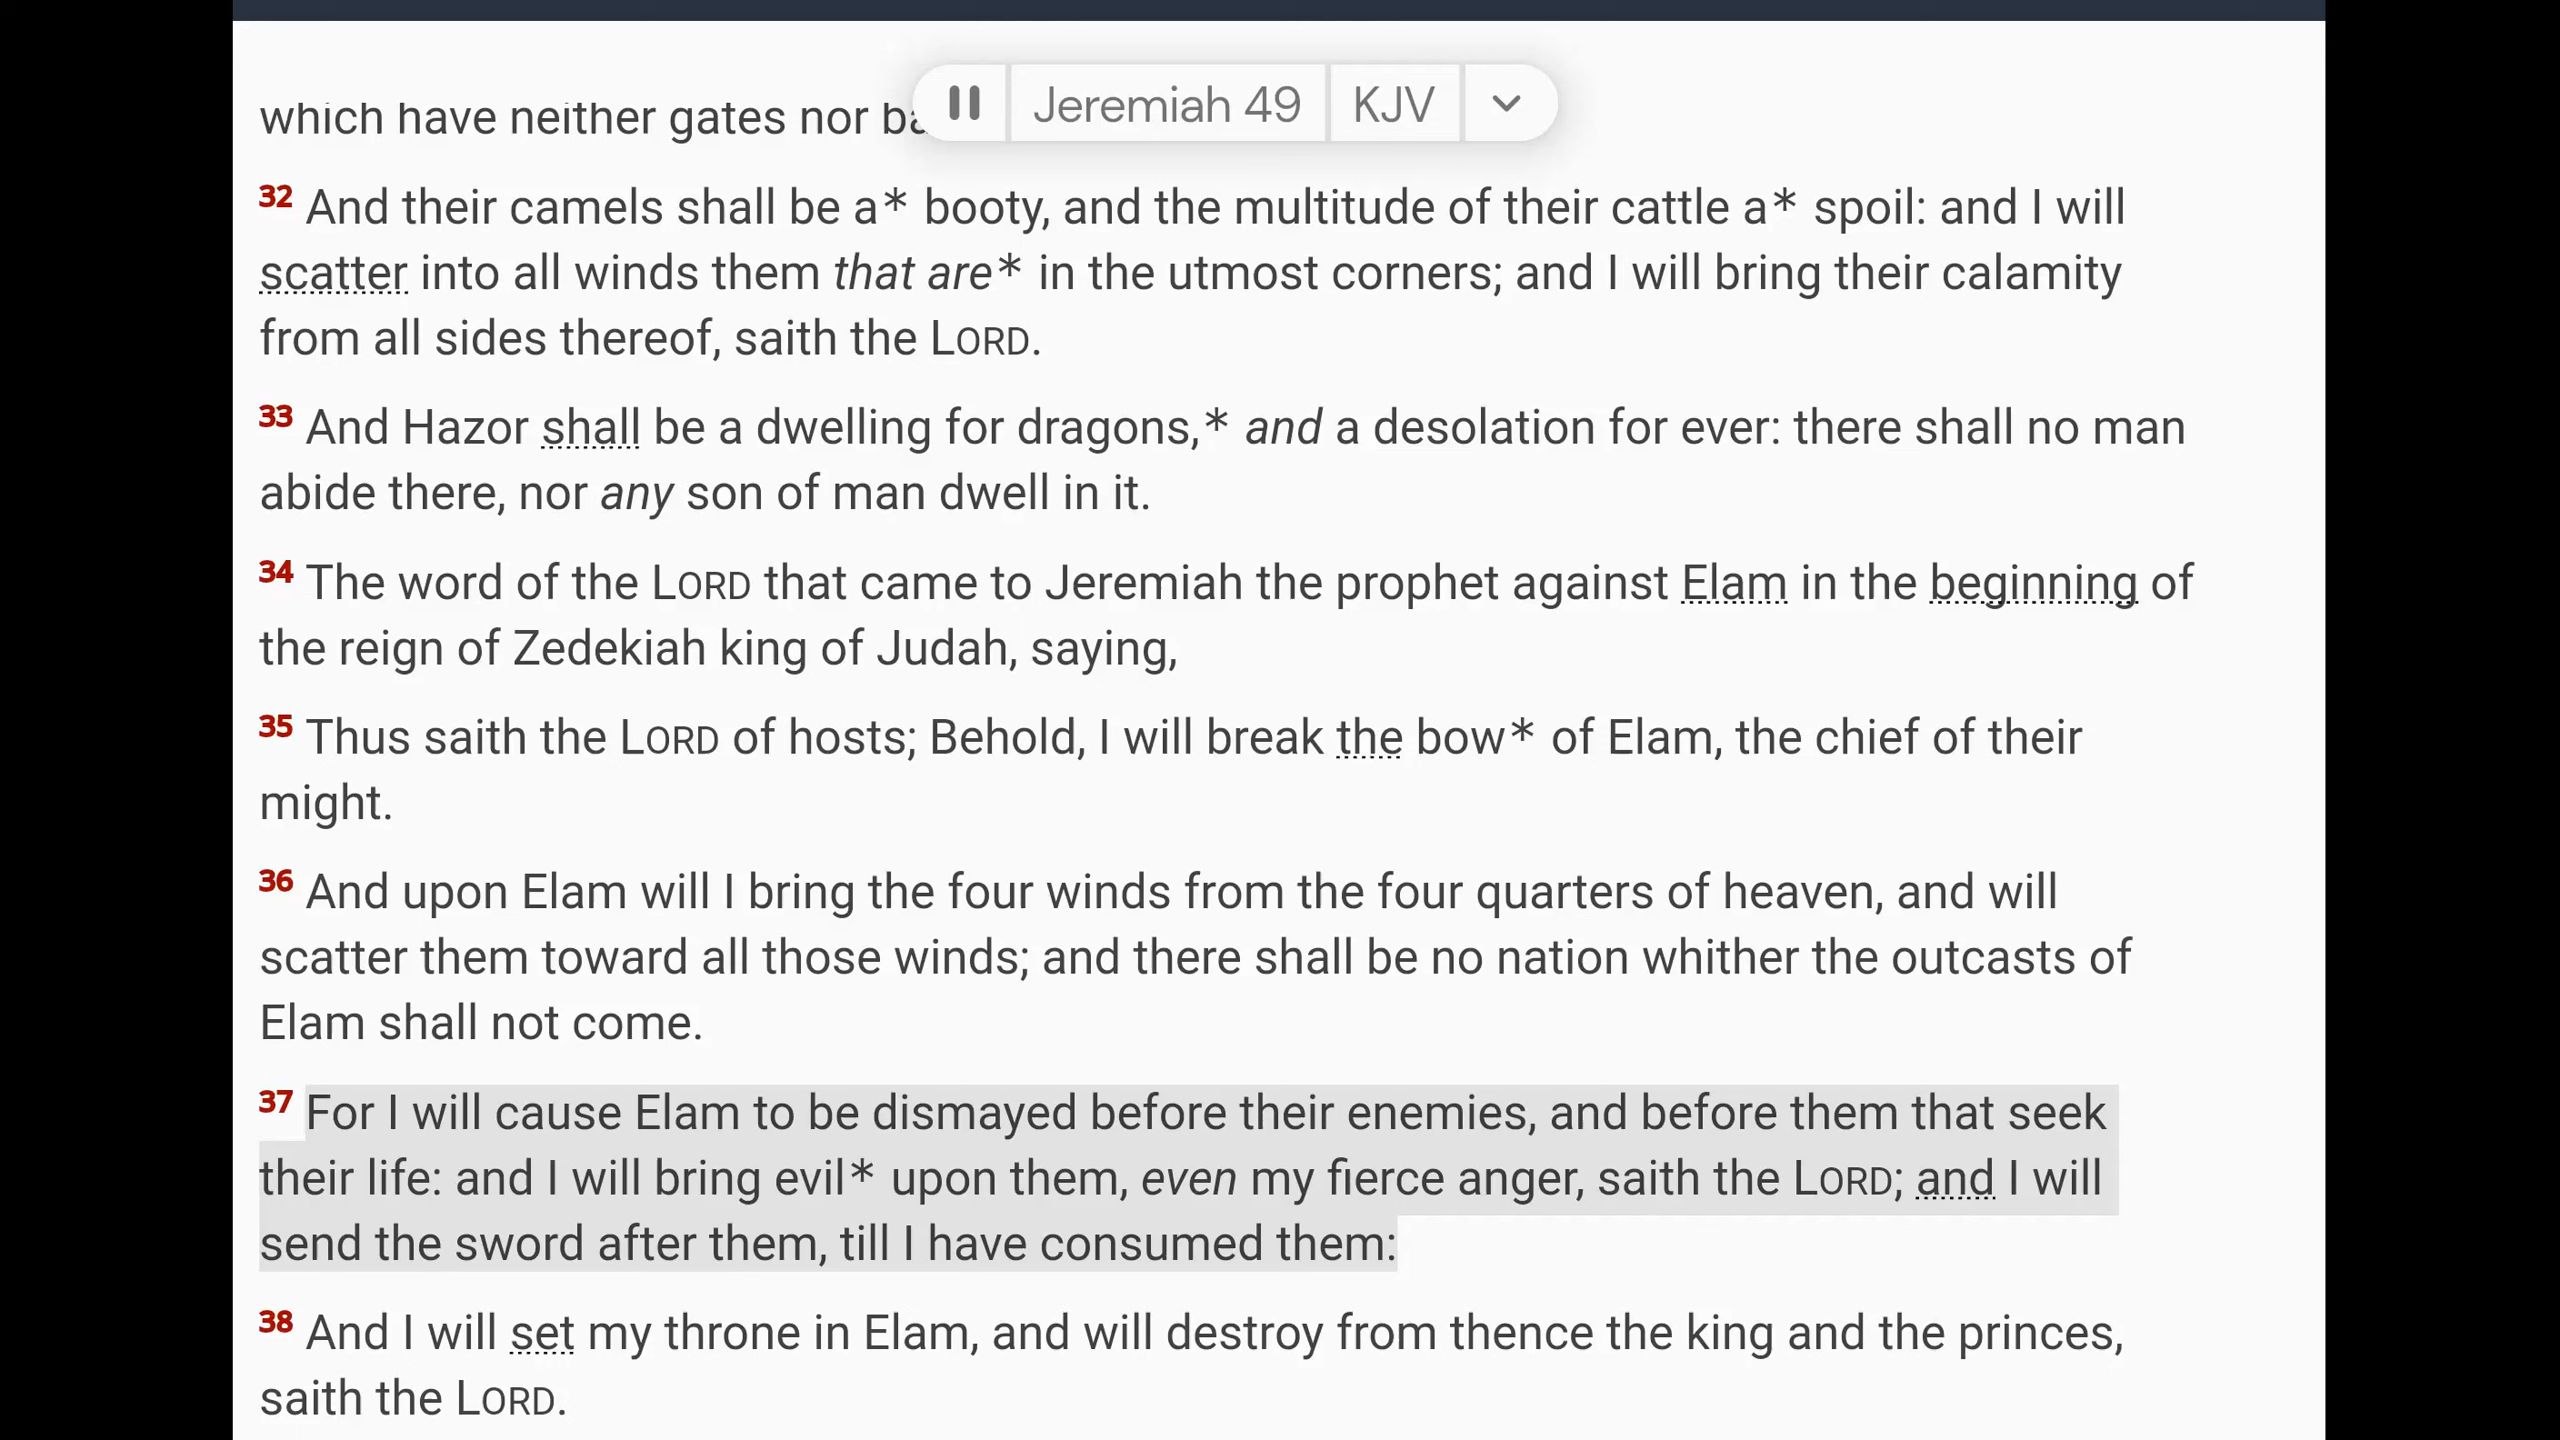 Jeremiah 49 KJV
which have neither gates nor
32 And their camels shall be a* booty, and the multitude of their cattle a* spoil: and I will
scatter into all winds them that are* in the utmost corners; and I will bring their calamity
from all sides thereof, saith the LORD.
33 And Hazor shall be a dwelling for dragons,* and a desolation for ever: there shall no man
abide there, nor any son of man dwell in it.
34 The word of the LORD that came to Jeremiah the prophet against Elam in the beginning of
the reign of Zedekiah king of Judah, saying,
35 Thus saith the LORD of hosts; Behold, I will break the bow* of Elam, the chief of their
might.
36 And upon Elam will I bring the four winds from the four quarters of heaven, and will
scatter them toward all those winds; and there shall be no nation whither the outcasts of
Elam shall not come.
37 For I will cause Elam to be dismayed before their enemies, and before them that seek
their life: and I will bring evil* upon them, even my fierce anger, saith the LORD; and I will
send the sword after them, till I have consumed them:
38 And I will set my throne in Elam, and will destroy from thence the king and the princes,
saith the LORD.